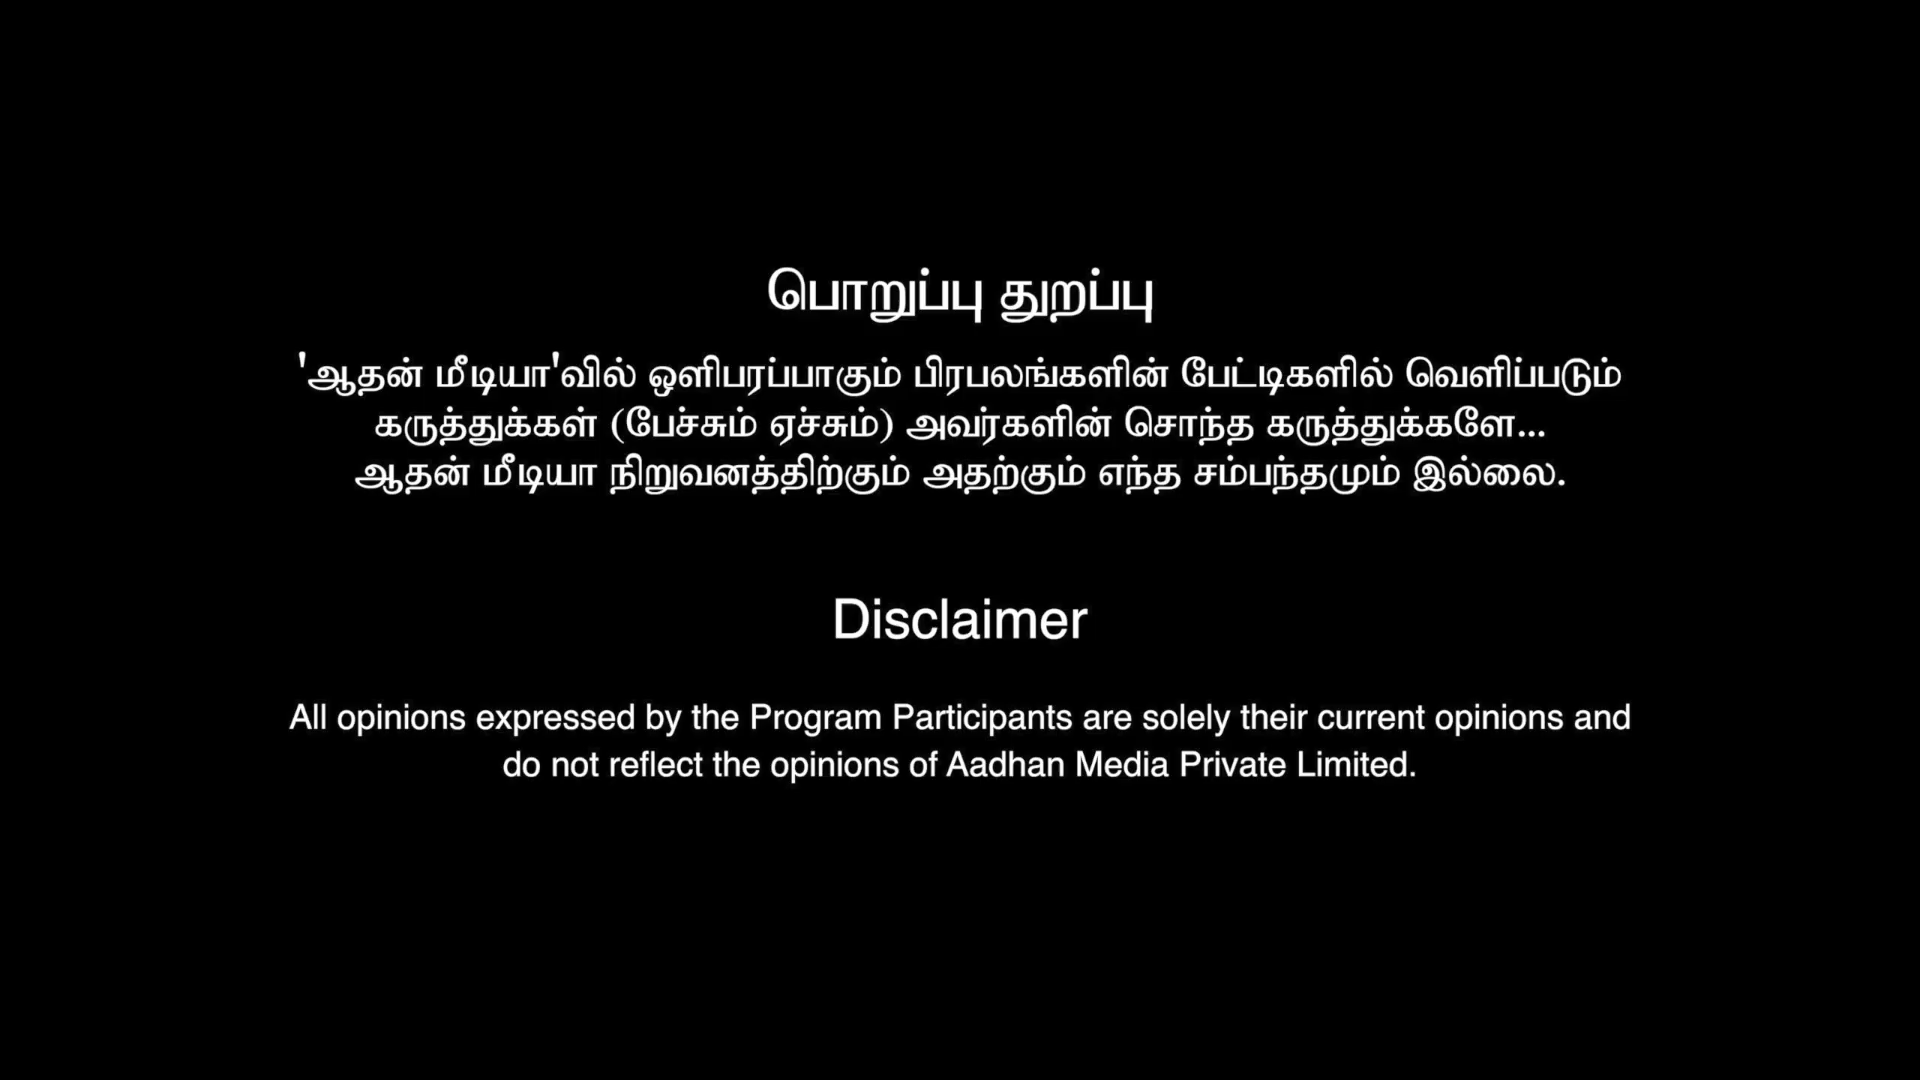 பொறுப்பு துறப்பு
'ஆதன் மீடியா'வில் ஒளிபரப்பாகும் பிரபலங்களின் பேட்டிகளில் வெளிப்படும்
கருத்துக்கள் (பேச்சும் ஏச்சும்) அவர்களின் சொந்த கருத்துக்களே...
ஆதன் மீடியா நிறுவனத்திற்கும் அதற்கும் எந்த சம்பந்தமும் இல்லை.
Disclaimer
All opinions expressed by the Program Participants are solely their current opinions and
do not reflect the opinions of Aadhan Media Private Limited.